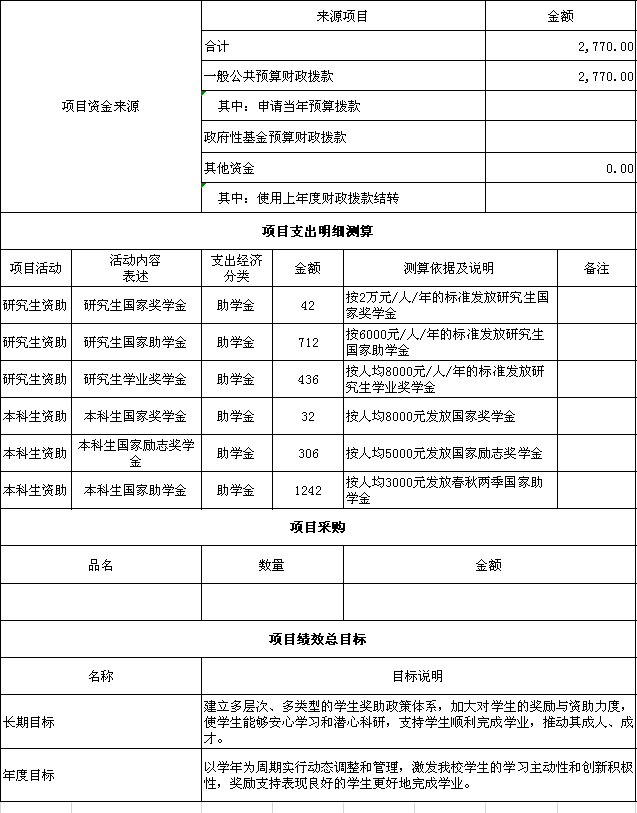 项目资金来源
来源项目 金额
合计 2,770.00
一般公共预算财政拨款 2,770.00
其中：申请当年预算拨款
政府性基金预算财政拨款
其他资金 0.00
其中：使用上年度财政拨款结转
项目支出明细测算
项目活动 活动内容
表述 支出经济
分类 金额 测算依据及说明 备注
研究生资助 研究生国家奖学金 助学金 42 按2万元/人/年的标准发放研究生国
家奖学金
研究生资助 研究生国家助学金 助学金 712 按6000元/人/年的标准发放研究生
国家助学金
研究生资助 研究生学业奖学金 助学金 436 按人均8000元/人/年的标准发放研
究生学业奖学金
本科生资助 本科生国家奖学金 助学金 32 按人均8000元发放国家奖学金
本科生资助 本科生国家励志奖学
金 助学金 306 按人均5000元发放国家励志奖学金
本科生资助 本科生国家助学金 助学金 1242 按人均3000元发放春秋两季国家助
学金
项目采购
品名 数量 金额
项目绩效总目标
名称 目标说明
长期目标 建立多层次、多类型的学生奖助政策体系，加大对学生的奖励与资助力度，
使学生能够安心学习和潜心科研，支持学生顺利完成学业，推动其成人、成
才。
年度目标 以学年为周期实行动态调整和管理，激发我校学生的学习主动性和创新积极
性，奖励支持表现良好的学生更好地完成学业。